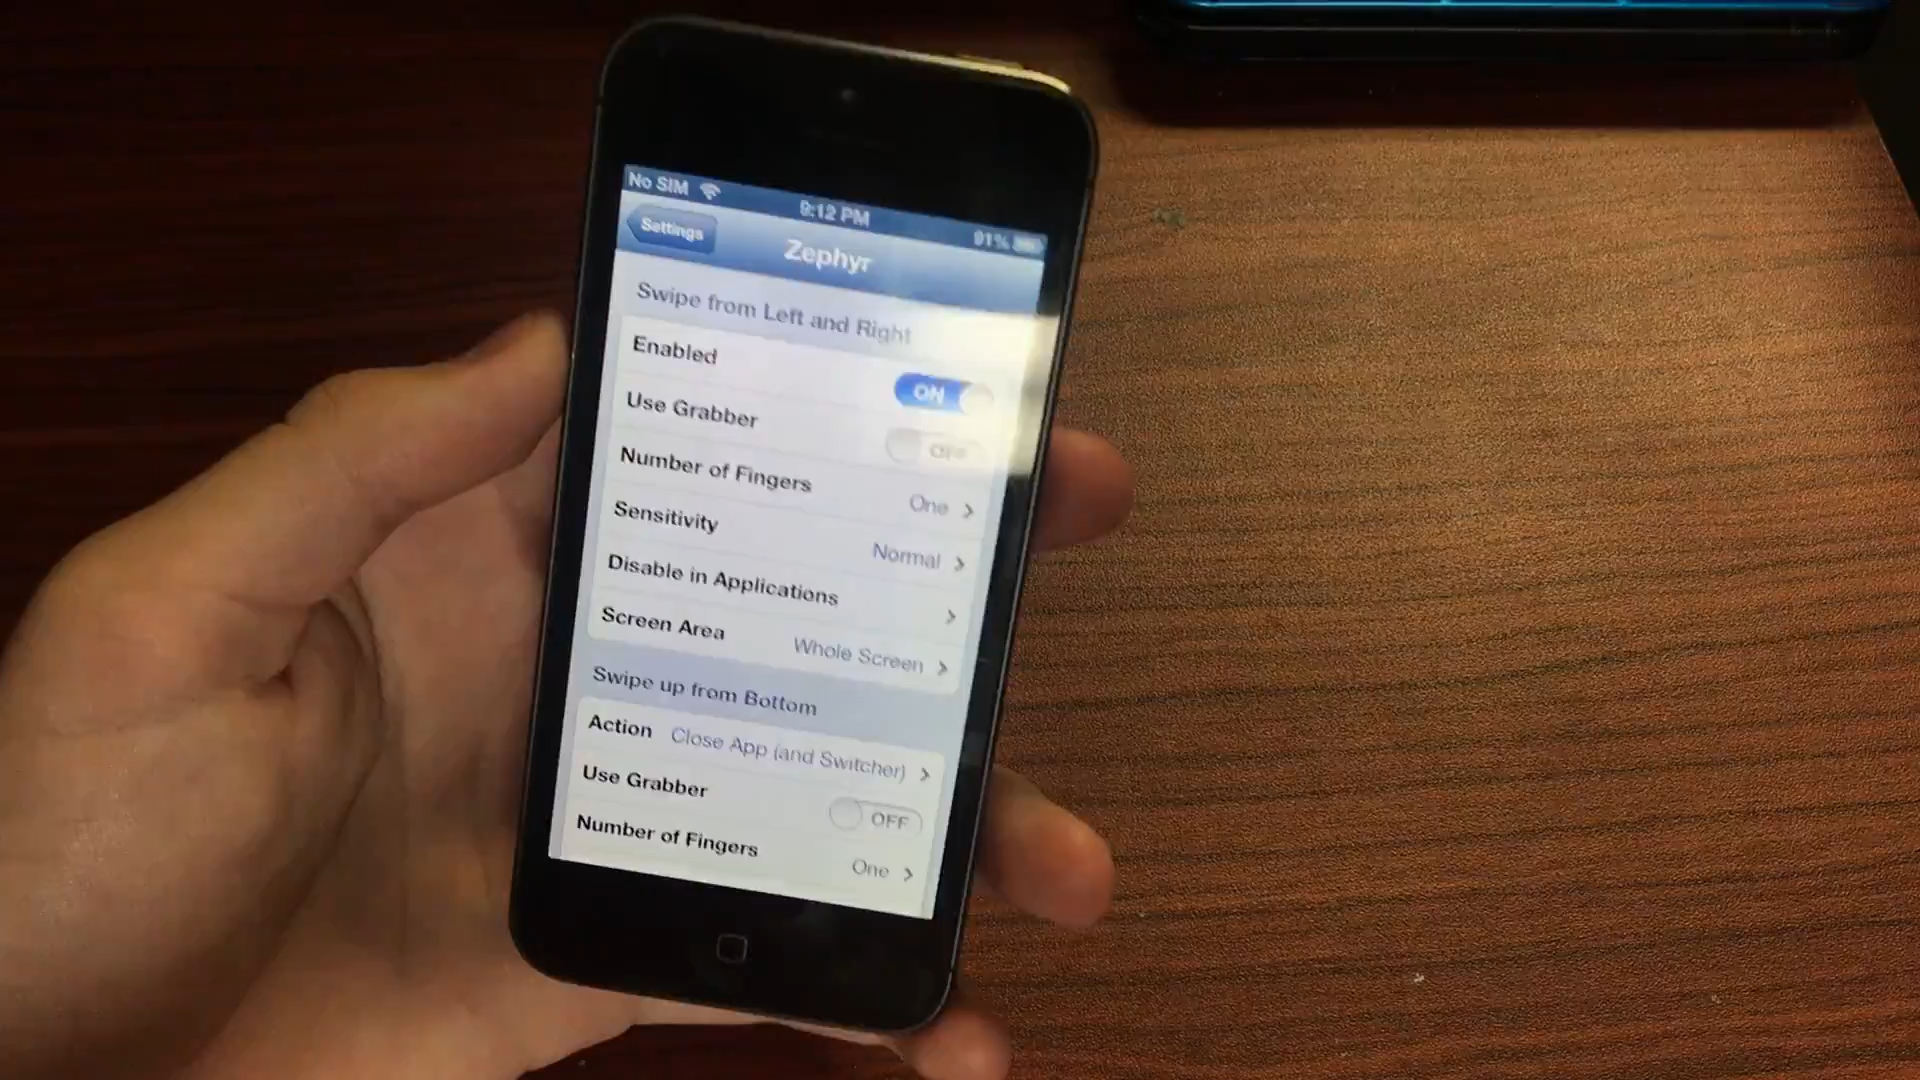 No SIM 9:12 PM 91%
Settings Zephyr
Swipe from Left and Right
Enabled ON
Use Grabber OFF
Number of Fingers One
Sensitivity Normal
Disable in Applications
Screen Area Whole Screen
Swipe up from Bottom
Action Close App (and Switcher)
Use Grabber OFF
Number of Fingers One